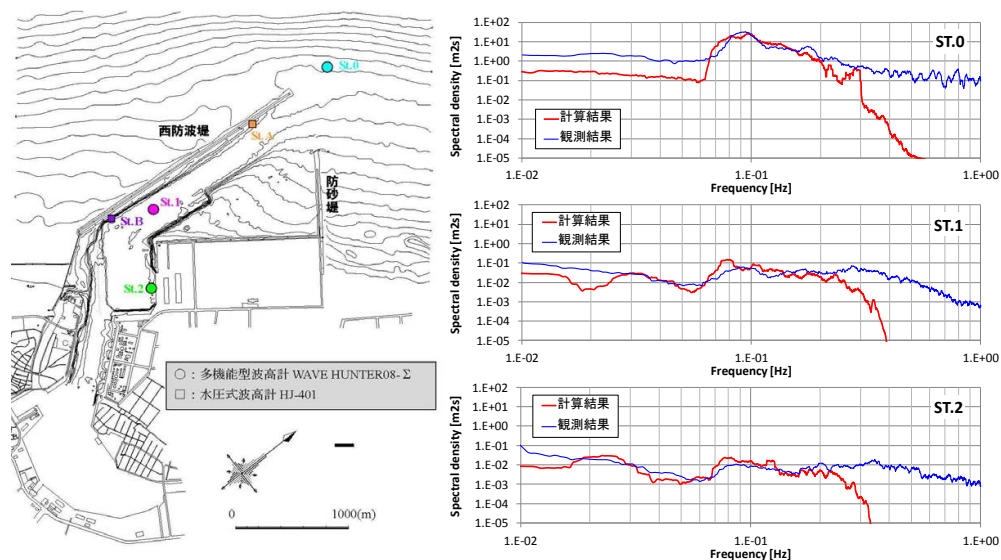 St.0
西防波堤
St.A
防砂堤
St.1
St.B
St.2
○：多機能型波高計 WAVE HUNTER08-Σ
□：水圧式波高計 HJ-401
0 1000(m)
ST.0
Spectral density [m2s]
1.E+02
1.E+01
1.E+00
1.E-01
1.E-02
1.E-03
1.E-04
1.E-05
計算結果
観測結果
1.E-02 1.E-01 1.E+00
Frequency [Hz]
ST.1
Spectral density [m2s]
1.E+02
1.E+01
1.E+00
1.E-01
1.E-02
1.E-03
1.E-04
1.E-05
計算結果
観測結果
1.E-02 1.E-01 1.E+00
Frequency [Hz]
ST.2
Spectral density [m2s]
1.E+02
1.E+01
1.E+00
1.E-01
1.E-02
1.E-03
1.E-04
1.E-05
計算結果
観測結果
1.E-02 1.E-01 1.E+00
Frequency [Hz]